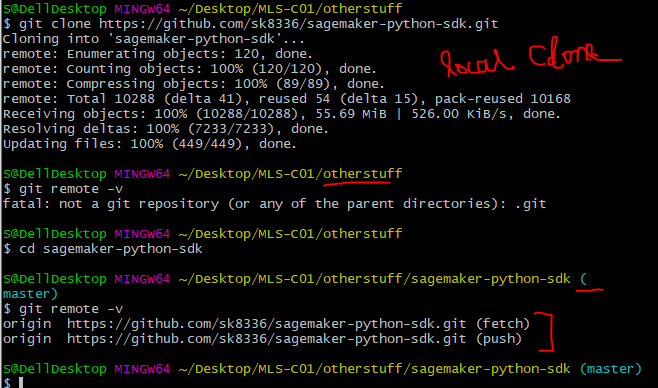 S@DellDesktop MINGW64 ~/Desktop/MLS-C01/otherstuff
$ git clone https://github.com/sk8336/sagemaker-python-sdk.git
Cloning into 'sagemaker-python-sdk'...
remote: Enumerating objects: 120, done.
remote: Counting objects: 100% (120/120), done.
remote: Compressing objects: 100% (89/89), done.
remote: Total 10288 (delta 41), reused 54 (delta 15), pack-reused 10168
Receiving objects: 100% (10288/10288), 55.69 MiB | 526.00 KiB/s, done.
Resolving deltas: 100% (7233/7233), done.
Updating files: 100% (449/449), done.
local clone
S@DellDesktop MINGW64 ~/Desktop/MLS-C01/otherstuff
$ git remote -v
fatal: not a git repository (or any of the parent directories): .git
S@DellDesktop MINGW64 ~/Desktop/MLS-C01/otherstuff
$ cd sagemaker-python-sdk
S@DellDesktop MINGW64 ~/Desktop/MLS-C01/otherstuff/sagemaker-python-sdk (
master)
$ git remote -v
origin  https://github.com/sk8336/sagemaker-python-sdk.git (fetch)
origin  https://github.com/sk8336/sagemaker-python-sdk.git (push)
S@DellDesktop MINGW64 ~/Desktop/MLS-C01/otherstuff/sagemaker-python-sdk (master)
$